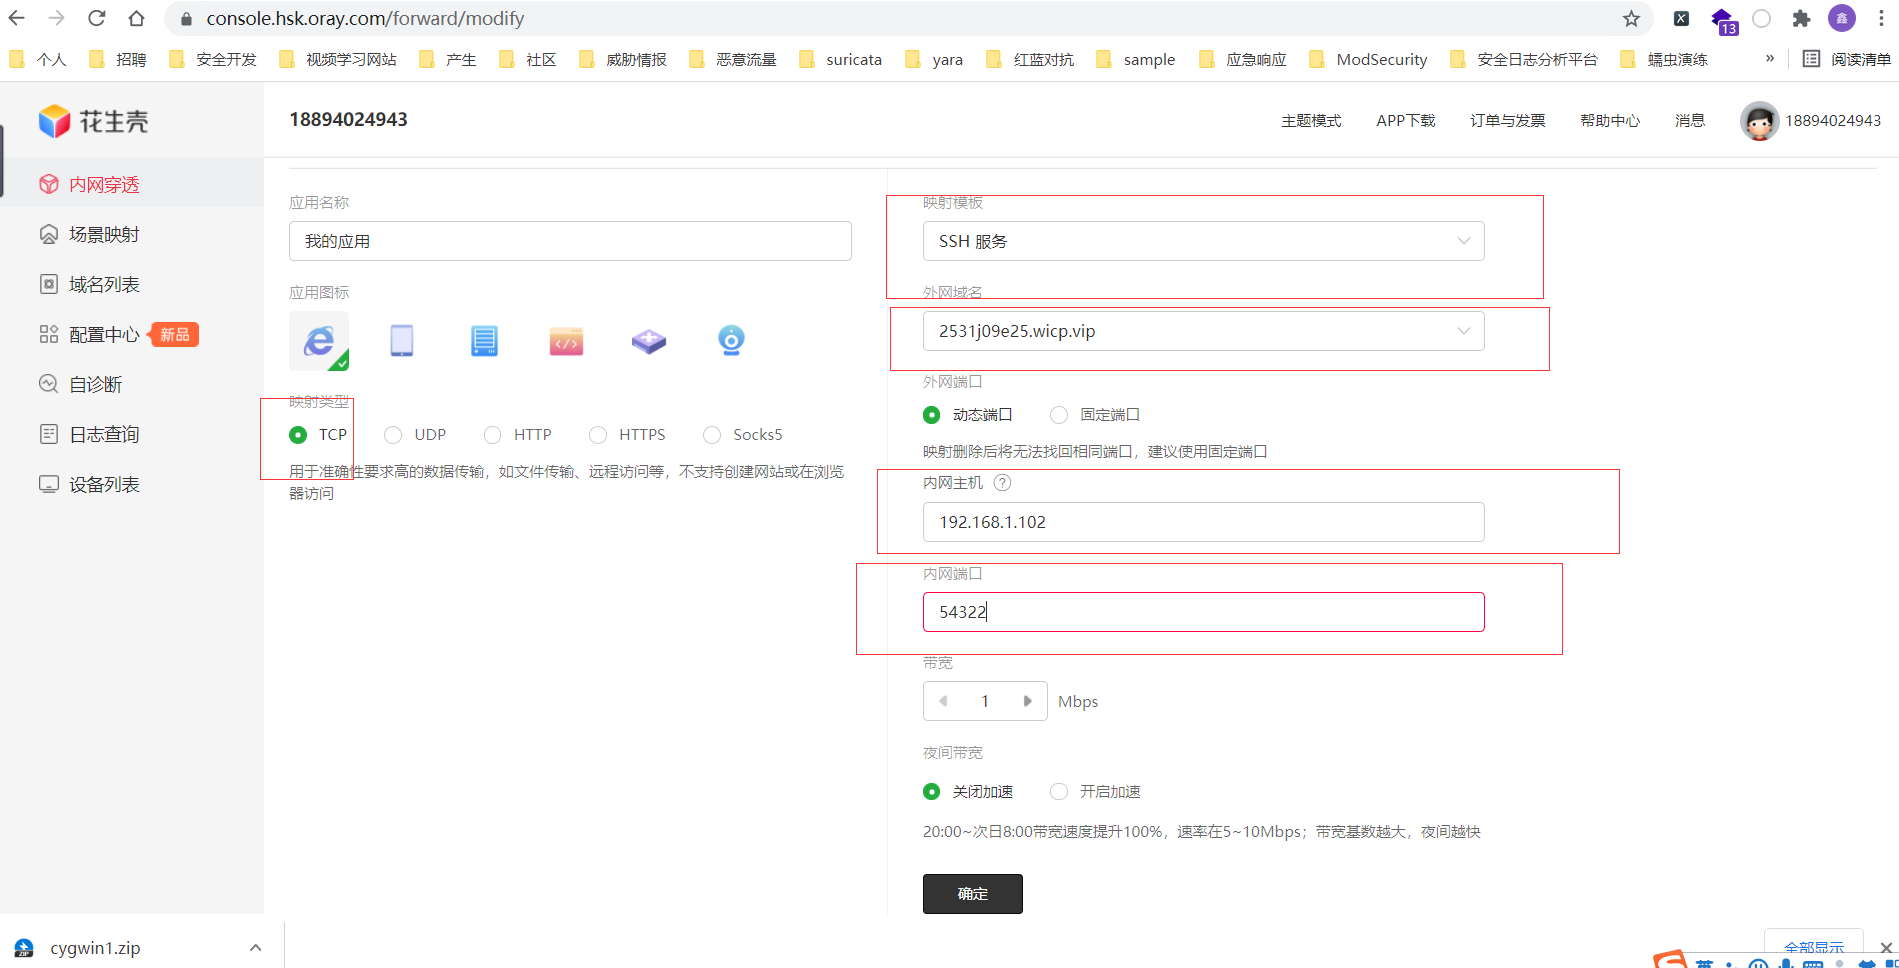 console.hsk.oray.com/forward/modify
13
鑫
个人 招聘 安全开发 视频学习网站 产生 社区 威胁情报 恶意流量 suricata yara 红蓝对抗 sample 应急响应 ModSecurity 安全日志分析平台 蠕虫演练 » 阅读清单
花生壳
18894024943
主题模式 APP下载 订单与发票 帮助中心 消息 18894024943
内网穿透
场景映射
域名列表
配置中心 新品
自诊断
日志查询
设备列表
应用名称
我的应用
应用图标
映射类型
TCP UDP HTTP HTTPS Socks5
用于准确性要求高的数据传输，如文件传输、远程访问等，不支持创建网站或在浏览
器访问
映射模板
SSH 服务
外网域名
2531j09e25.wicp.vip
外网端口
动态端口 固定端口
映射删除后将无法找回相同端口，建议使用固定端口
内网主机 ?
192.168.1.102
内网端口
54322
带宽
1 Mbps
夜间带宽
关闭加速 开启加速
20:00~次日8:00带宽速度提升100%，速率在5~10Mbps；带宽基数越大，夜间越快
确定
cygwin1.zip
全部显示
英